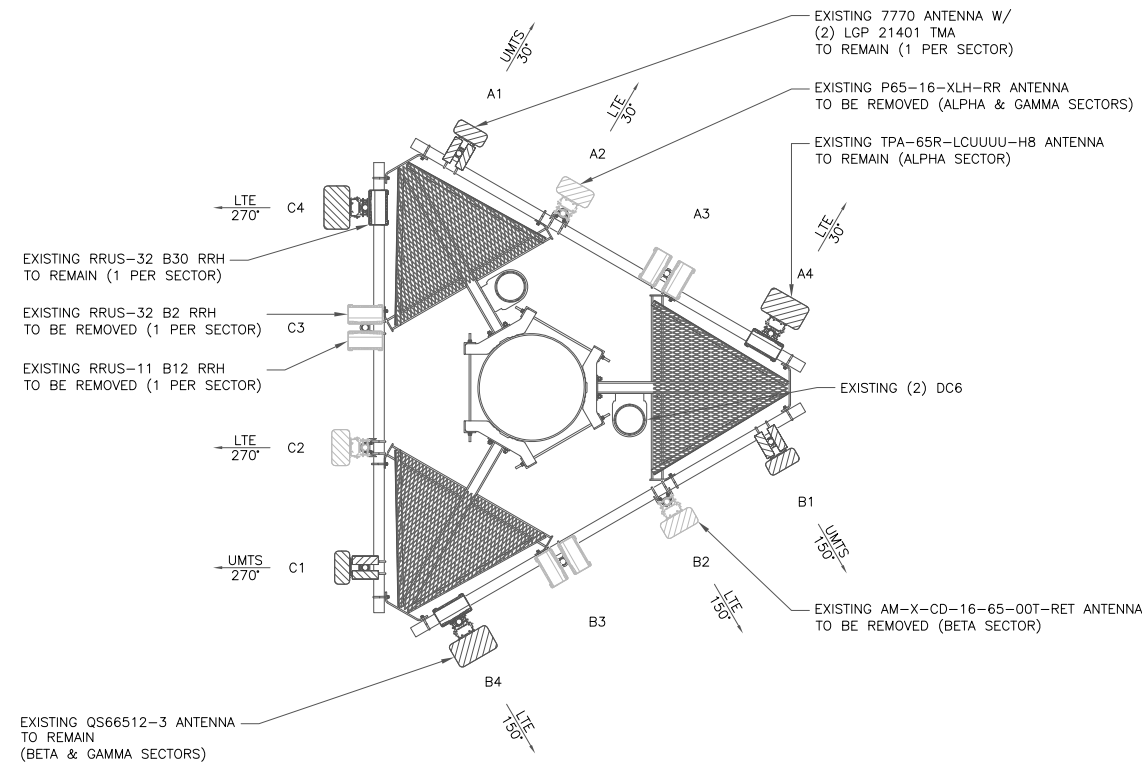 EXISTING 7770 ANTENNA W/
(2) LGP 21401 TMA
TO REMAIN (1 PER SECTOR)
UMTS
30°
A1
EXISTING P65-16-XLH-RR ANTENNA
TO BE REMOVED (ALPHA & GAMMA SECTORS)
LTE
30°
A2
EXISTING TPA-65R-LCUUUU-H8 ANTENNA
TO REMAIN (ALPHA SECTOR)
LTE
270°
C4
A3
LTE
30°
EXISTING RRUS-32 B30 RRH
TO REMAIN (1 PER SECTOR)
A4
EXISTING RRUS-32 B2 RRH
TO BE REMOVED (1 PER SECTOR)
C3
EXISTING RRUS-11 B12 RRH
TO BE REMOVED (1 PER SECTOR)
EXISTING (2) DC6
LTE
270°
C2
B1
UMTS
150°
UMTS
270°
C1
B2
LTE
150°
EXISTING AM-X-CD-16-65-00T-RET ANTENNA
TO BE REMOVED (BETA SECTOR)
B3
B4
LTE
150°
EXISTING QS66512-3 ANTENNA
TO REMAIN
(BETA & GAMMA SECTORS)